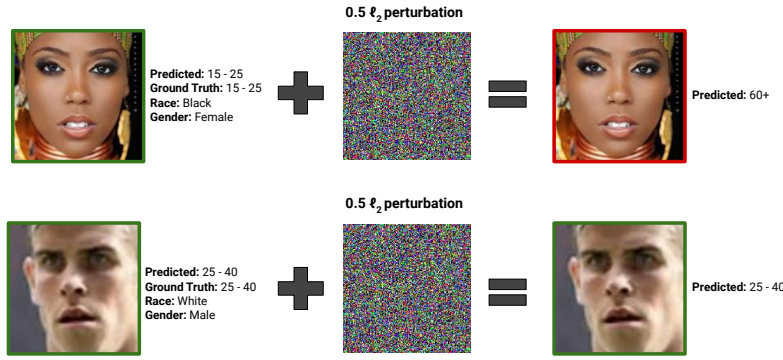 0.5 ℓ₂ perturbation
Predicted: 15 - 25
Ground Truth: 15 - 25
Race: Black
Gender: Female
Predicted: 60+
0.5 ℓ₂ perturbation
Predicted: 25 - 40
Ground Truth: 25 - 40
Race: White
Gender: Male
Predicted: 25 - 40